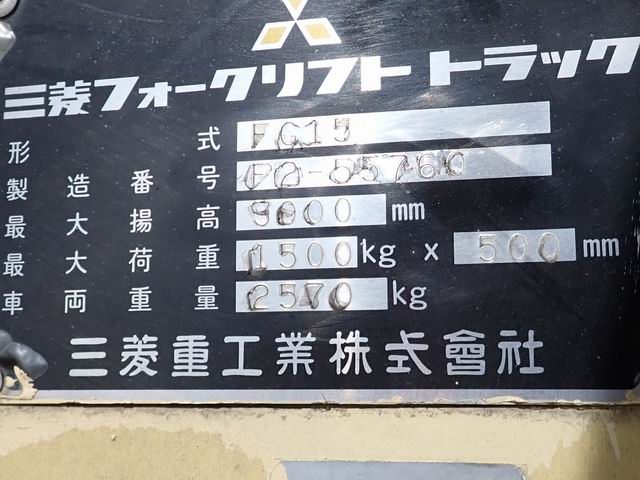 三菱フォークリフトトラック
形式 FG15
製造番号 F2-55760
最大揚高 3000 mm
最大荷重 1500 kg x 500 mm
車両重量 2570 kg
三菱重工業株式會社